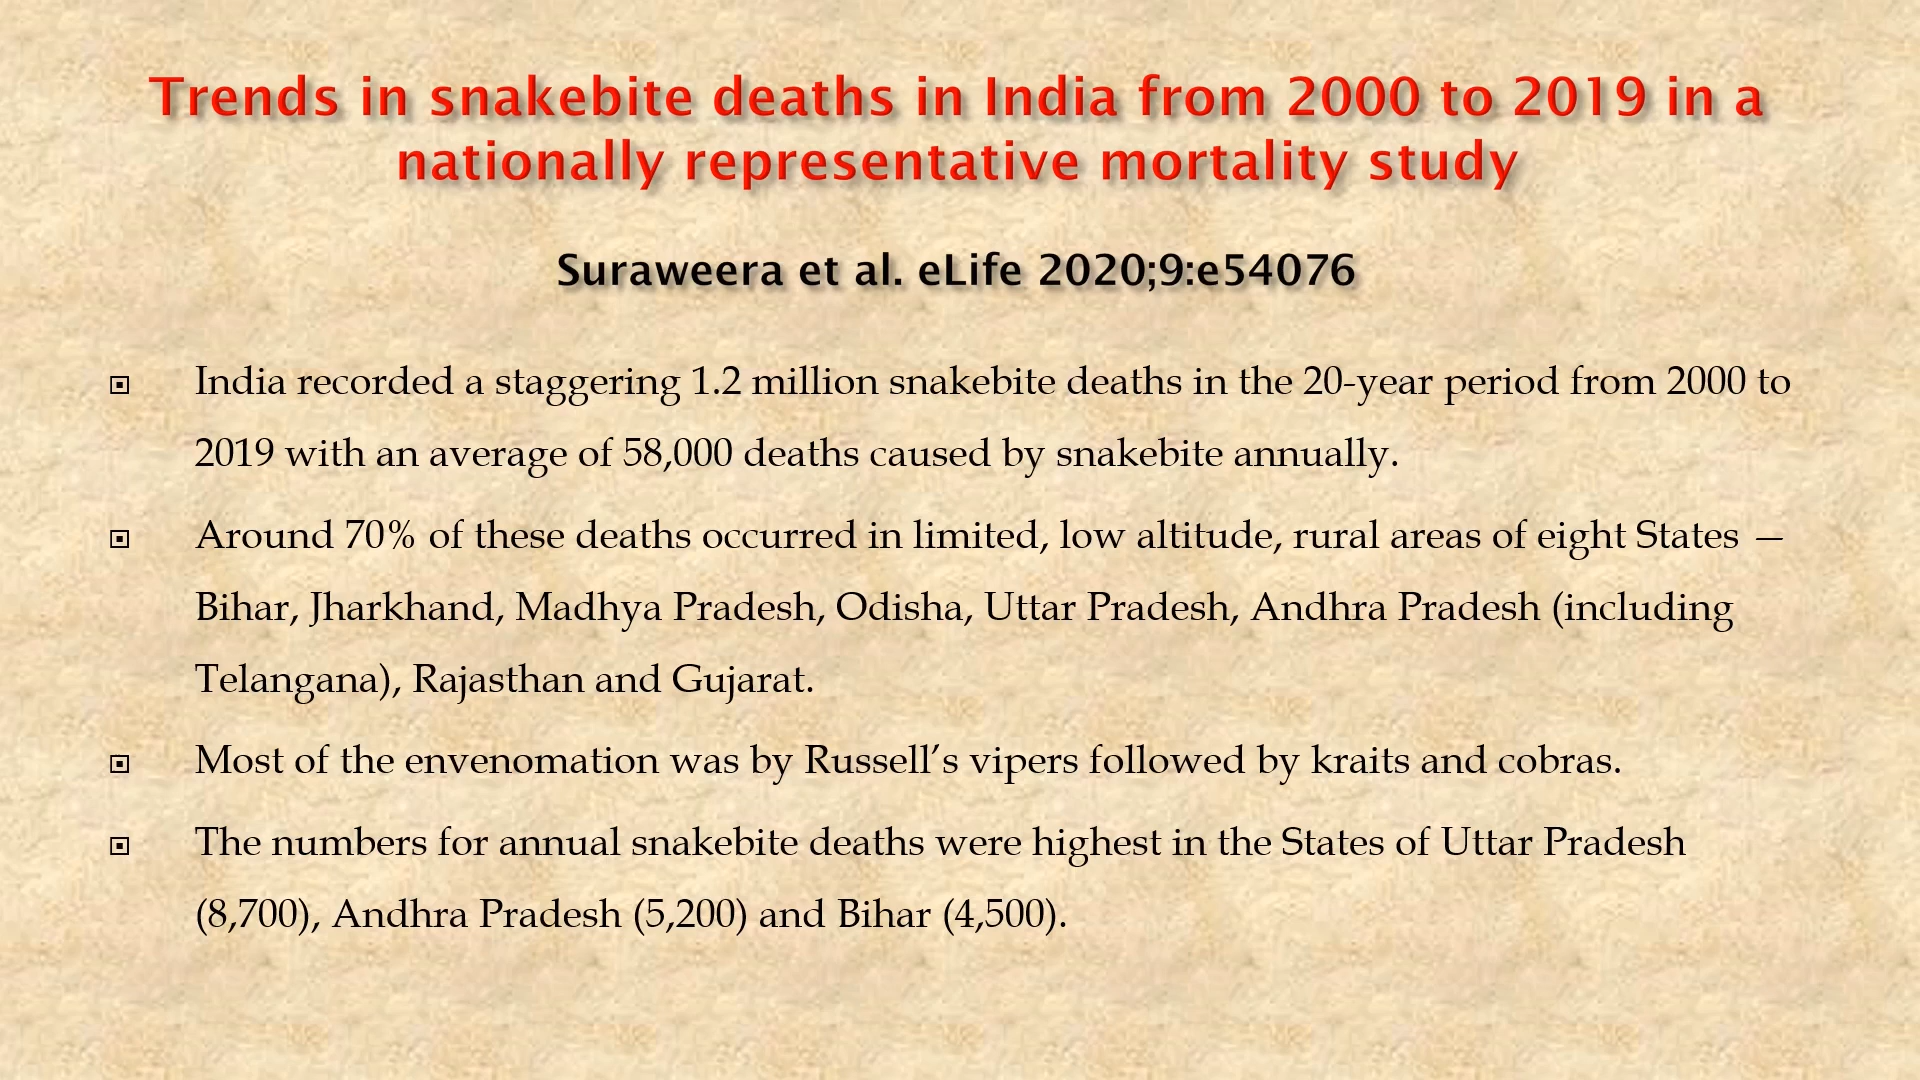 Trends in snakebite deaths in India from 2000 to 2019 in a
nationally representative mortality study
Suraweera et al. eLife 2020;9:e54076
India recorded a staggering 1.2 million snakebite deaths in the 20-year period from 2000 to
2019 with an average of 58,000 deaths caused by snakebite annually.
Around 70% of these deaths occurred in limited, low altitude, rural areas of eight States —
Bihar, Jharkhand, Madhya Pradesh, Odisha, Uttar Pradesh, Andhra Pradesh (including
Telangana), Rajasthan and Gujarat.
Most of the envenomation was by Russell’s vipers followed by kraits and cobras.
The numbers for annual snakebite deaths were highest in the States of Uttar Pradesh
(8,700), Andhra Pradesh (5,200) and Bihar (4,500).